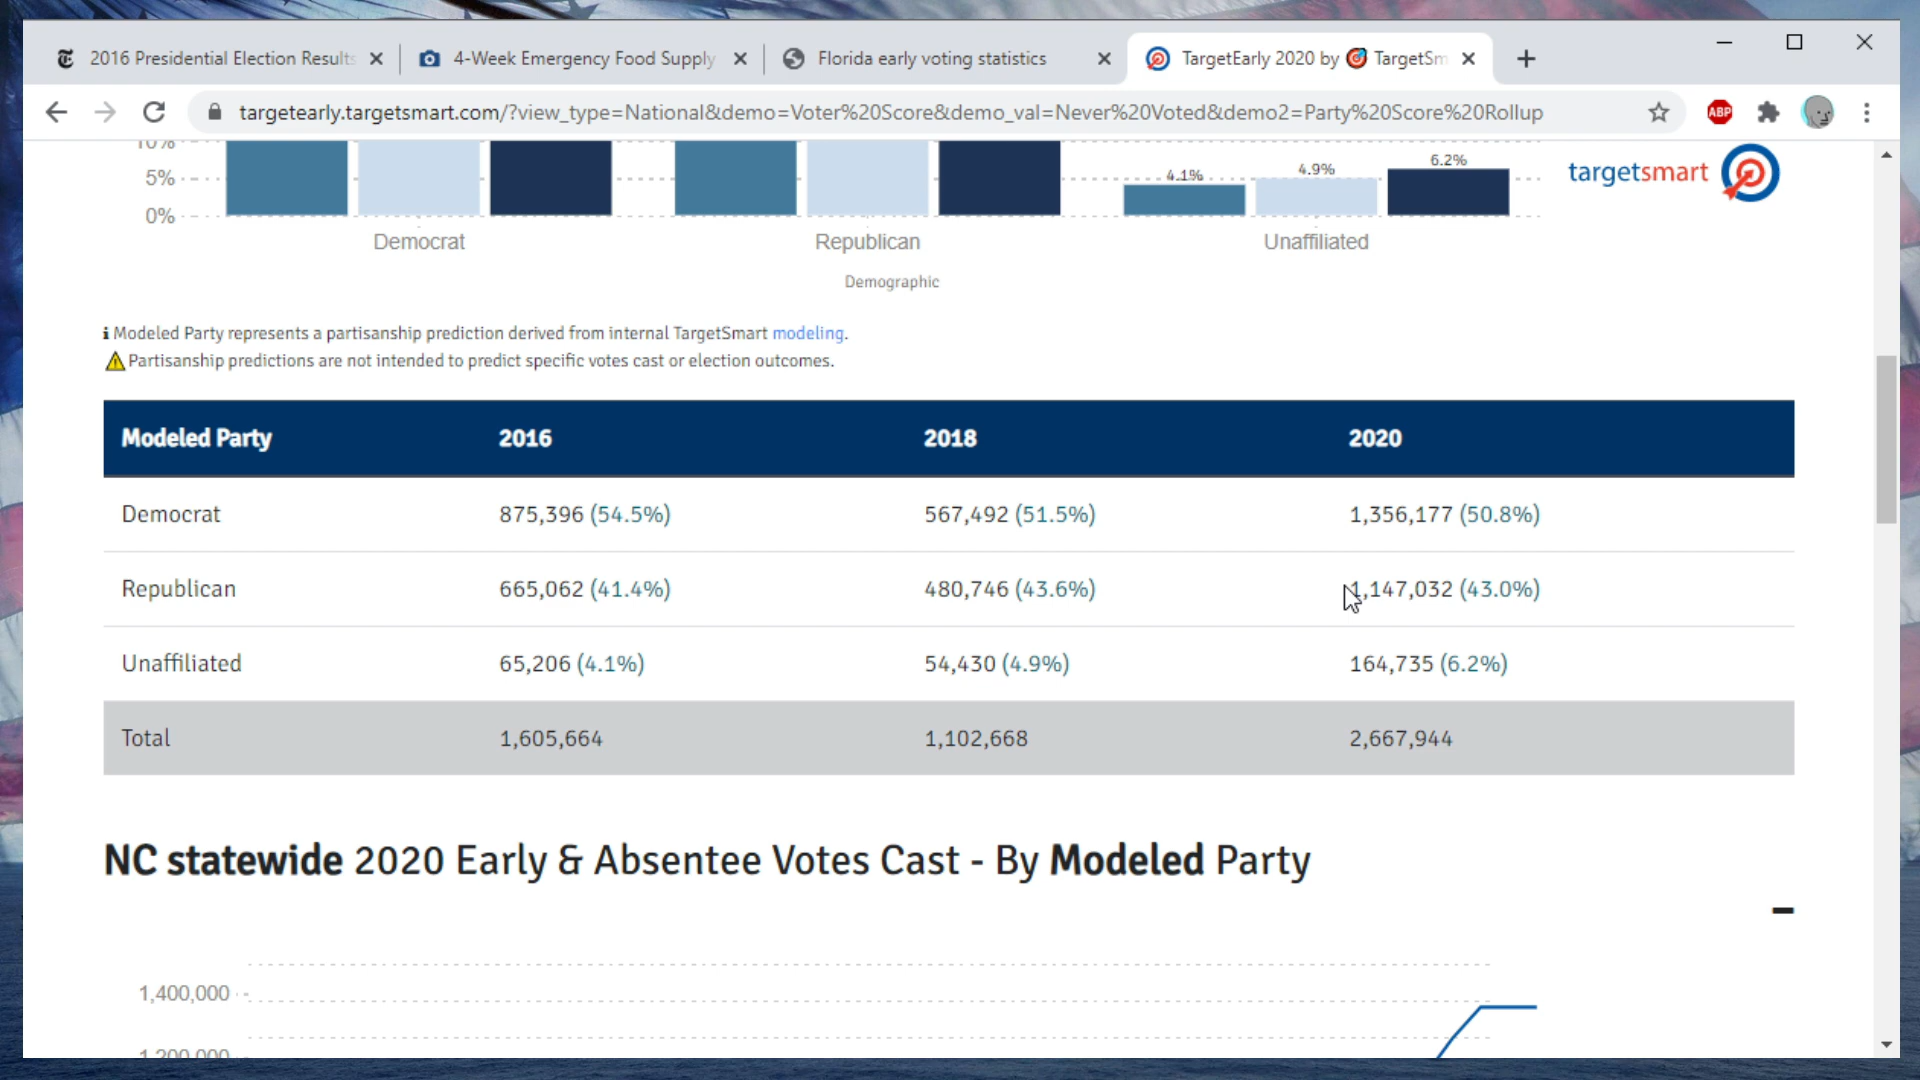 2016 Presidential Election Results
4-Week Emergency Food Supply
Florida early voting statistics
TargetEarly 2020 by TargetSm
targetearly.targetsmart.com/?view_type=National&demo=Voter%20Score&demo_val=Never%20Voted&demo2=Party%20Score%20Rollup
ABP
10%
5%
0%
4.1%
4.9%
6.2%
targetsmart
Democrat
Republican
Unaffiliated
Demographic
Modeled Party represents a partisanship prediction derived from internal TargetSmart modeling.
Partisanship predictions are not intended to predict specific votes cast or election outcomes.
Modeled Party 2016 2018 2020
Democrat 875,396 (54.5%) 567,492 (51.5%) 1,356,177 (50.8%)
Republican 665,062 (41.4%) 480,746 (43.6%) 1,147,032 (43.0%)
Unaffiliated 65,206 (4.1%) 54,430 (4.9%) 164,735 (6.2%)
Total 1,605,664 1,102,668 2,667,944
NC statewide 2020 Early & Absentee Votes Cast - By Modeled Party
1,400,000
1,200,000